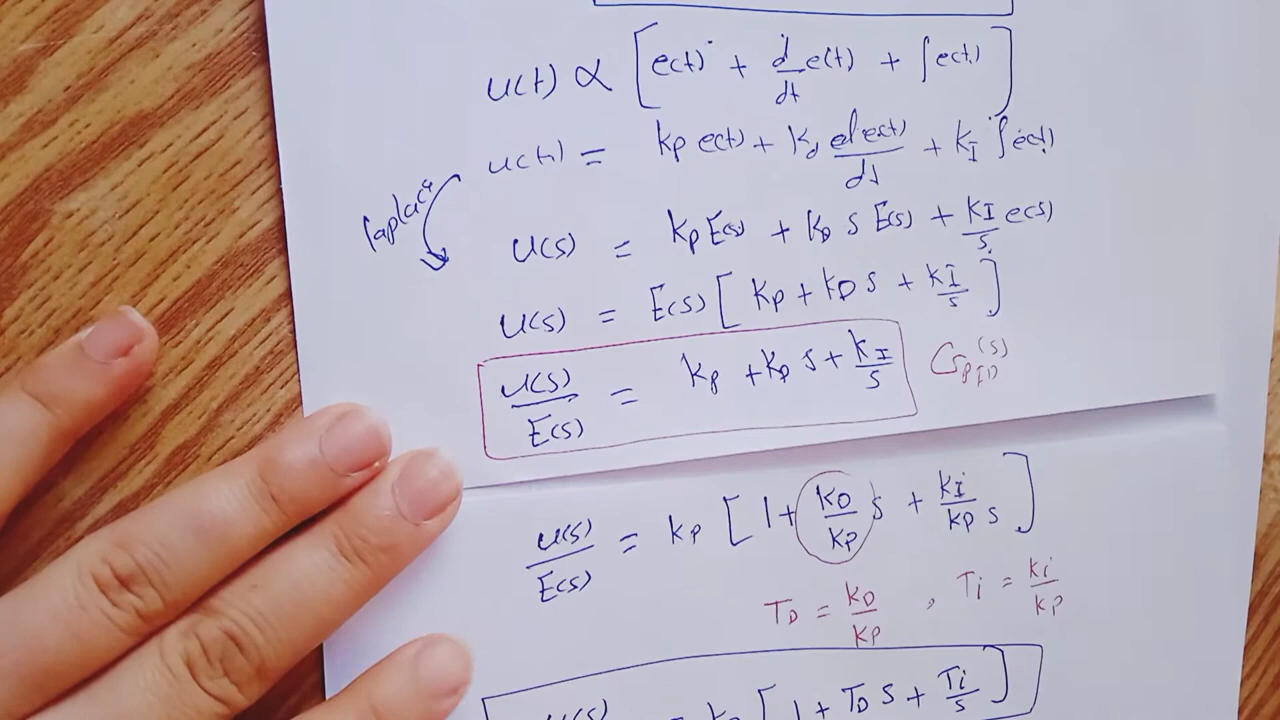 u(t) ∝ [e(t) + d/dt e(t) + ∫e(t)]
u(t) = kp e(t) + Kd de(t)/dt + KI ∫e(t)
laplace
U(s) = kp E(s) + KD s E(s) + KI/s e(s)
U(s) = E(s) [kp + kD s + kI/s]
U(s)/E(s) = kp + kD s + kI/s GPID(s)
U(s)/E(s) = kp [1 + kD/kp s + ki/kp s]
TD = kD/kp , Ti = ki/kp
[1 + TD s + Ti/s]